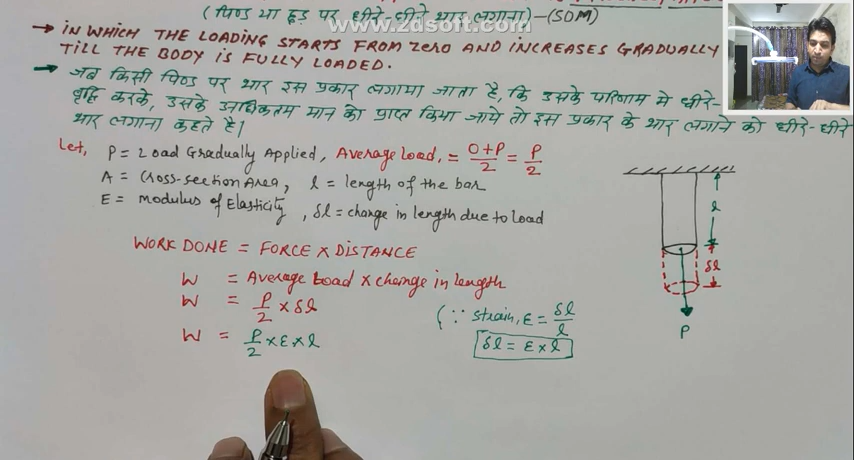 (पिण्ड या दृढ़ पर धीरे-धीरे भार लगाना) -(SOM)
www.zdsoft.com
→ IN WHICH THE LOADING STARTS FROM Zero AND INCREASES GRADUALLY
TILL THE BODY IS FULLY LOADED.
→ जब किसी पिण्ड पर भार इस प्रकार लगाया जाता है, कि उसके परिणाम मे धीरे-
वृद्दि करके, उसके अधिकतम मान को प्राप्त किया जाये तो इस प्रकार के भार लगाने को धीरे-धीरे
भार लगाना कहते है।
Let, P = Load Gradually Applied, Average Load, = 0+P/2 = P/2
A = Cross-section Area, l = length of the bar
E = modulus of Elasticity, δl = change in length due to Load
WORK DONE = FORCE × DISTANCE
W = Average Load × change in length
W = P/2 × δl
(∵ strain, ε = δl/l
W = P/2 × ε × l
δl = ε × l
l
δl
P